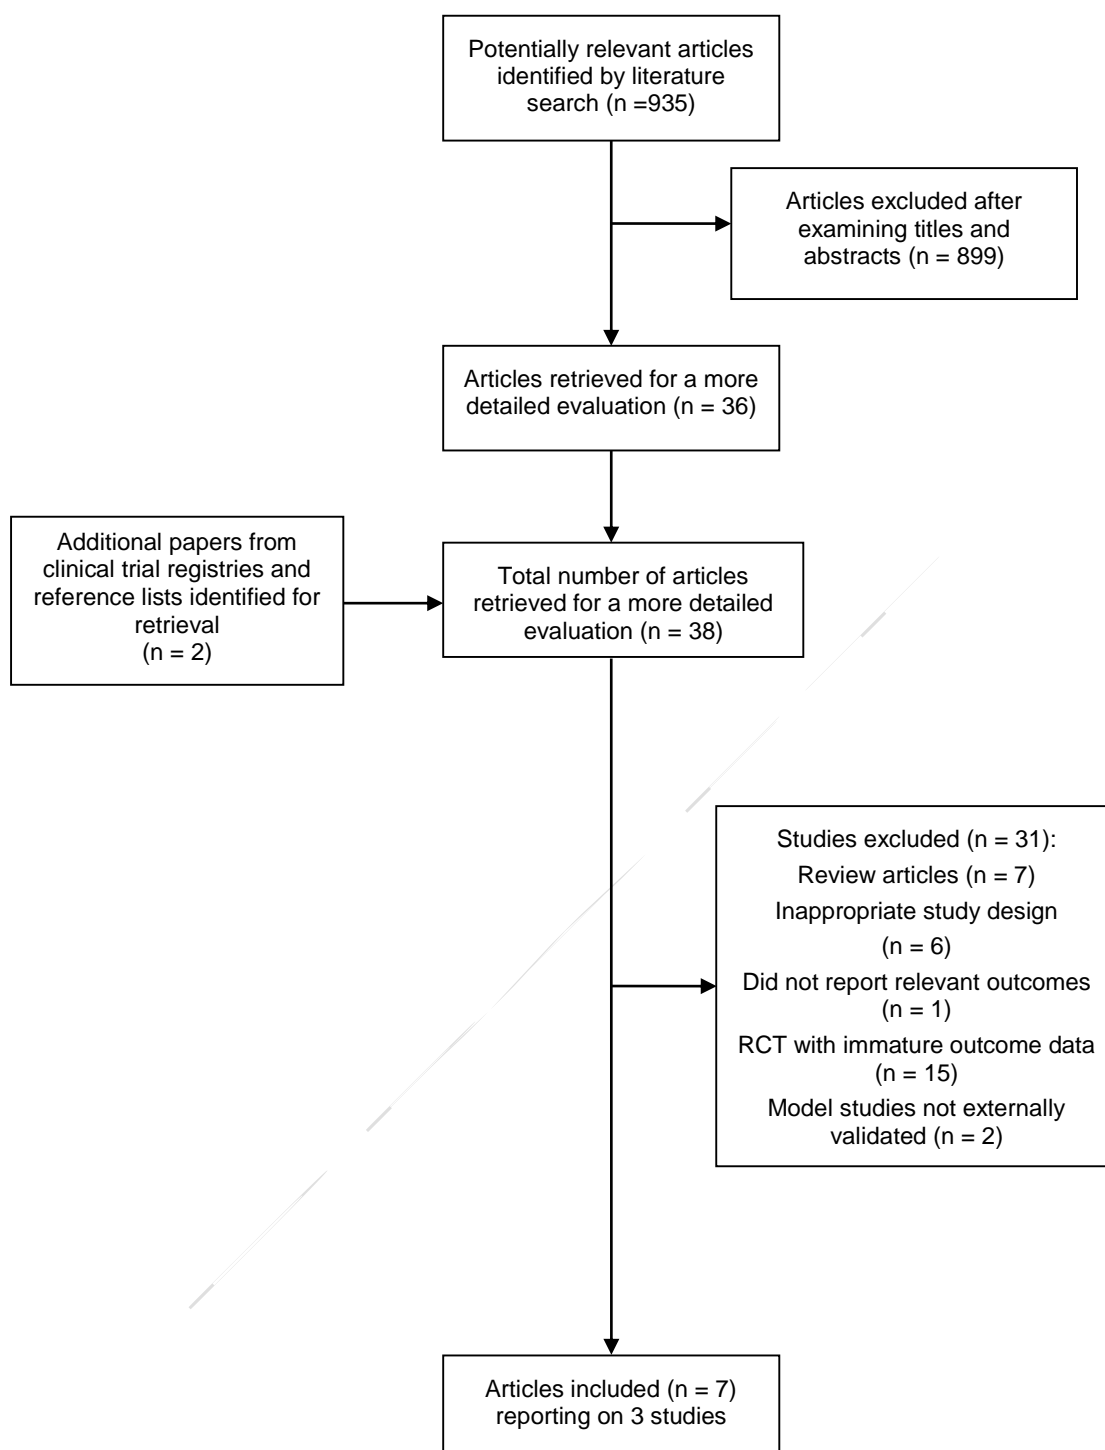 Potentially relevant articles
identified by literature
search (n =935)
Articles excluded after
examining titles and
abstracts (n = 899)
Articles retrieved for a more
detailed evaluation (n = 36)
Additional papers from
clinical trial registries and
reference lists identified for
retrieval
(n = 2)
Total number of articles
retrieved for a more detailed
evaluation (n = 38)
Studies excluded (n = 31):
Review articles (n = 7)
Inappropriate study design
(n = 6)
Did not report relevant outcomes
(n = 1)
RCT with immature outcome data
(n = 15)
Model studies not externally
validated (n = 2)
Articles included (n = 7)
reporting on 3 studies